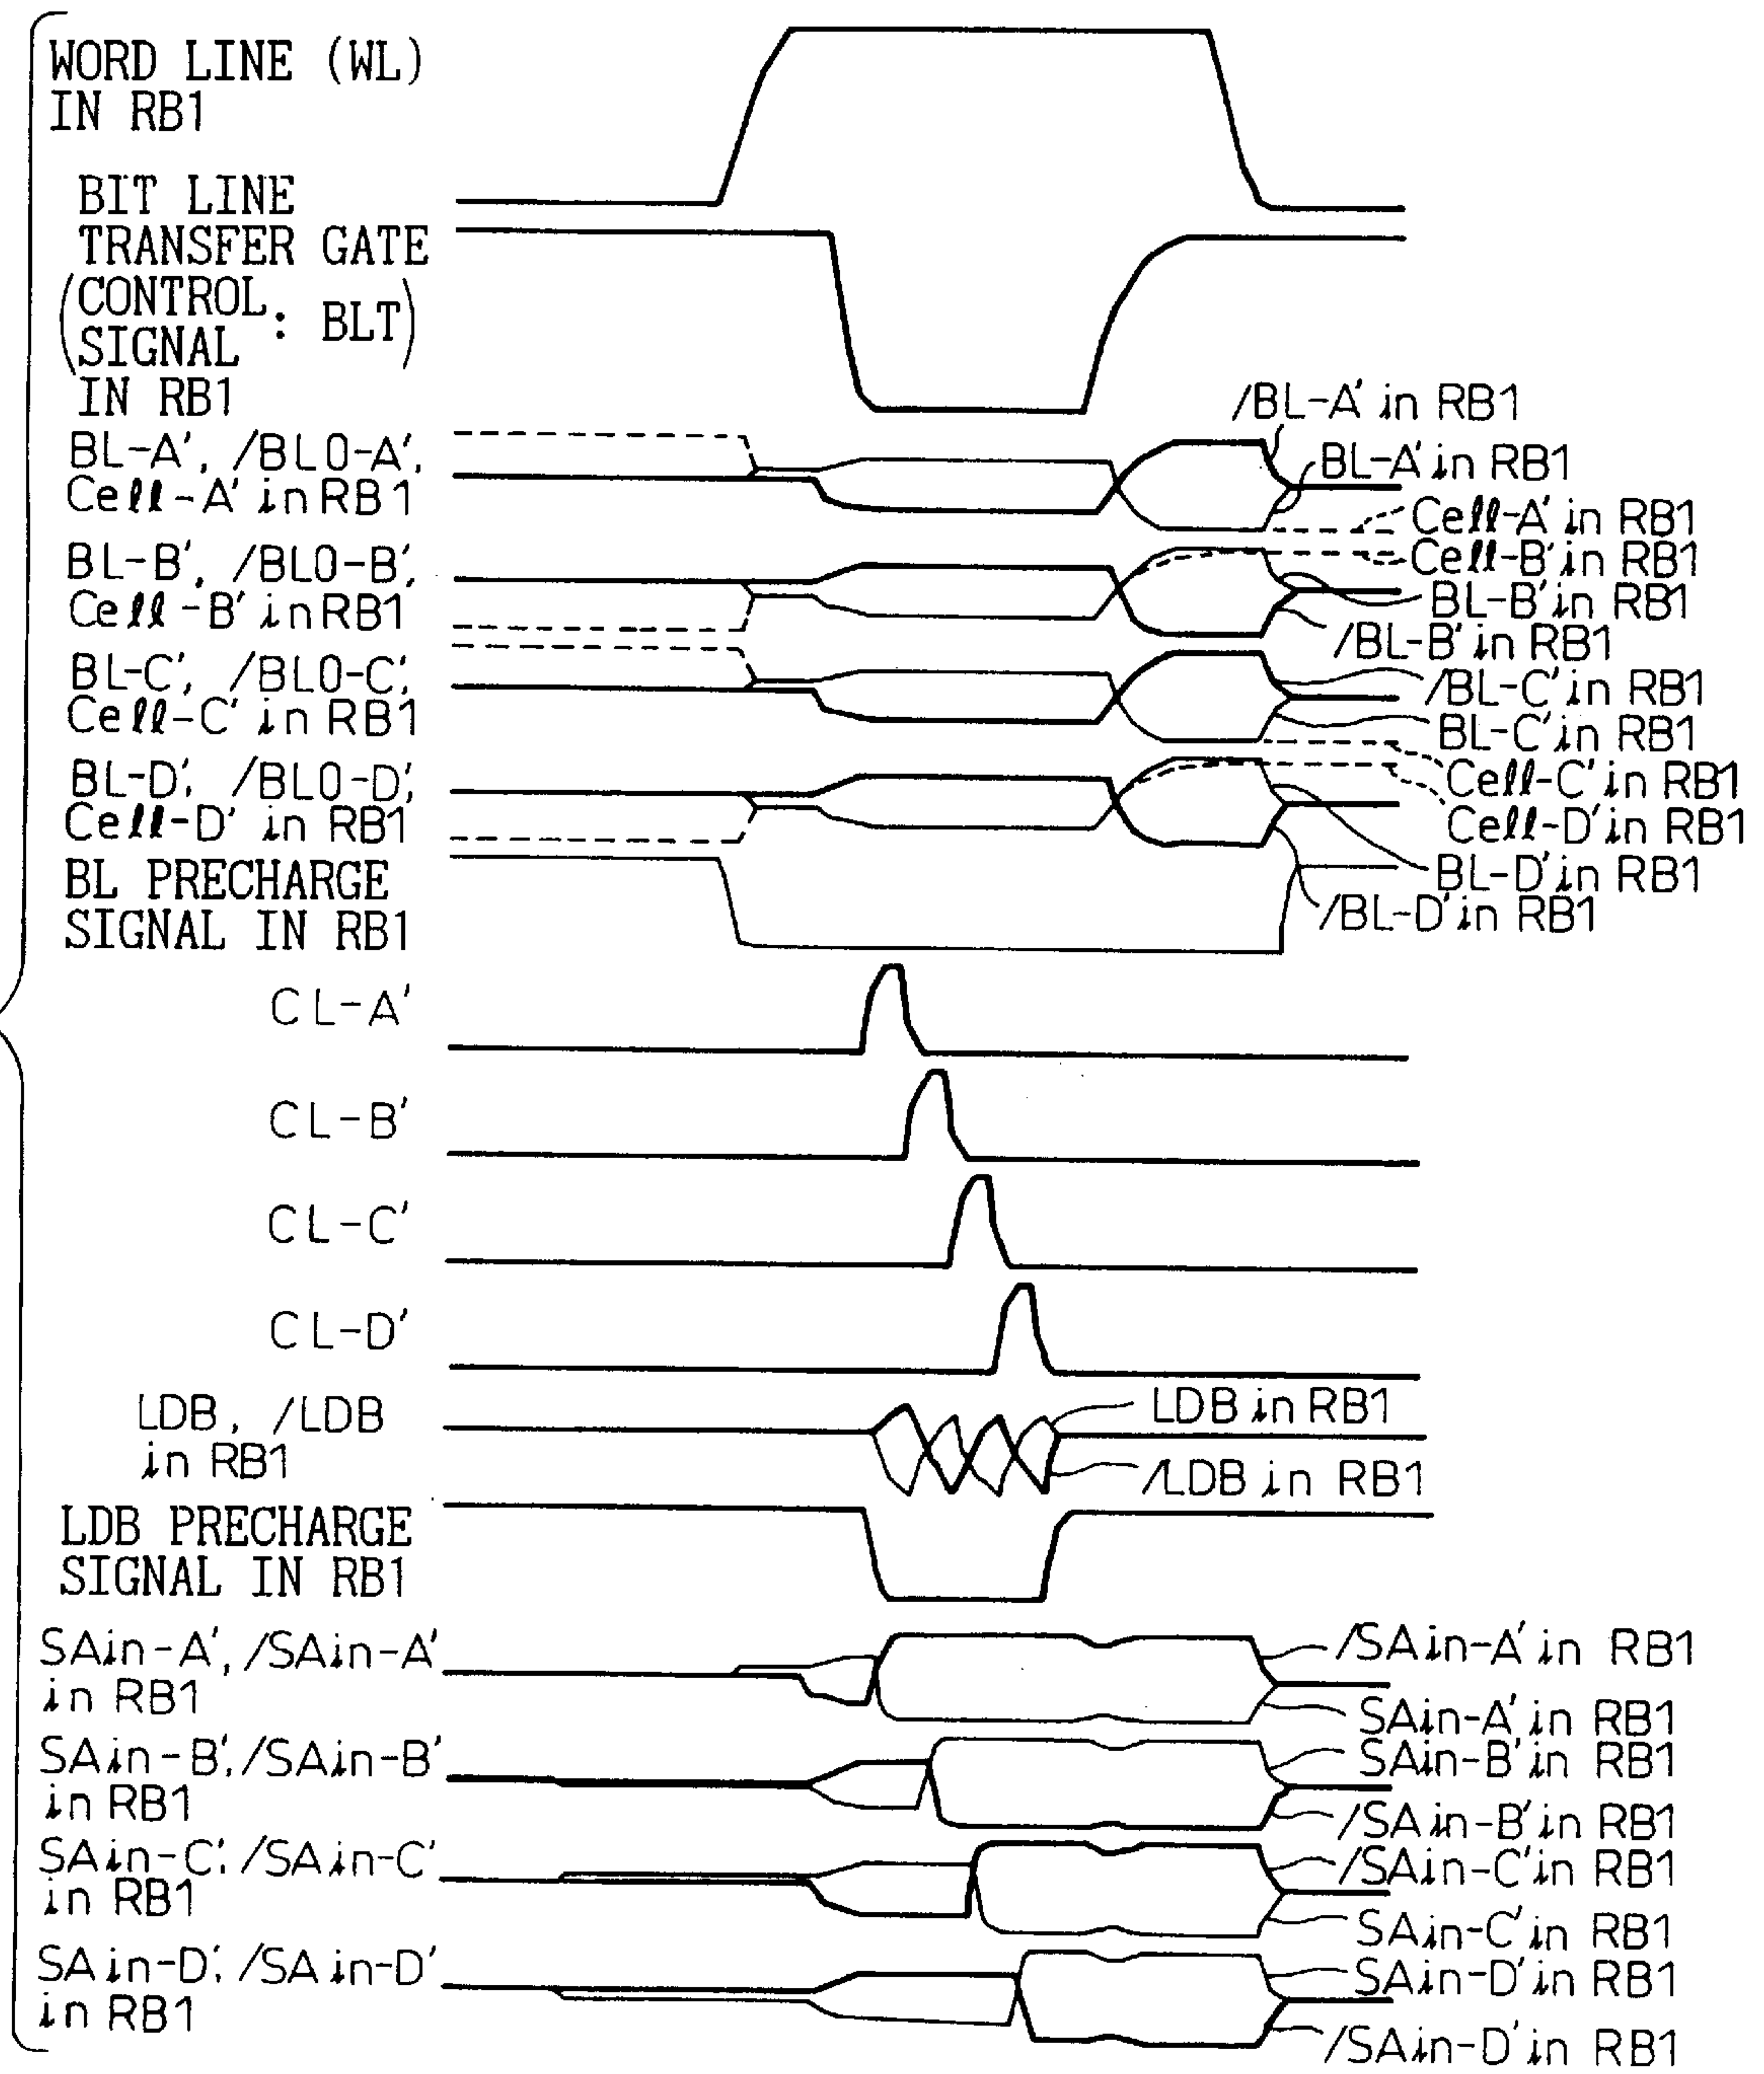 WORD LINE (WL)
IN RB1
BIT LINE
TRANSFER GATE
(CONTROL
SIGNAL : BLT)
IN RB1
/BL-A' in RB1
BL-A', /BL0-A',
Cell-A' in RB1
BL-A' in RB1
Cell-A' in RB1
Cell-B' in RB1
BL-B', /BL0-B',
Cell-B' in RB1
BL-B' in RB1
/BL-B' in RB1
BL-C', /BL0-C',
Cell-C' in RB1
/BL-C' in RB1
BL-C' in RB1
Cell-C' in RB1
Cell-D' in RB1
BL-D', /BL0-D',
Cell-D' in RB1
BL-D' in RB1
/BL-D' in RB1
BL PRECHARGE
SIGNAL IN RB1
CL-A'
CL-B'
CL-C'
CL-D'
LDB, /LDB
in RB1
LDB in RB1
/LDB in RB1
LDB PRECHARGE
SIGNAL IN RB1
SAin-A', /SAin-A'
in RB1
/SAin-A' in RB1
SAin-A' in RB1
SAin-B', /SAin-B'
in RB1
SAin-B' in RB1
/SAin-B' in RB1
SAin-C', /SAin-C'
in RB1
/SAin-C' in RB1
SAin-C' in RB1
SAin-D', /SAin-D'
in RB1
SAin-D' in RB1
/SAin-D' in RB1